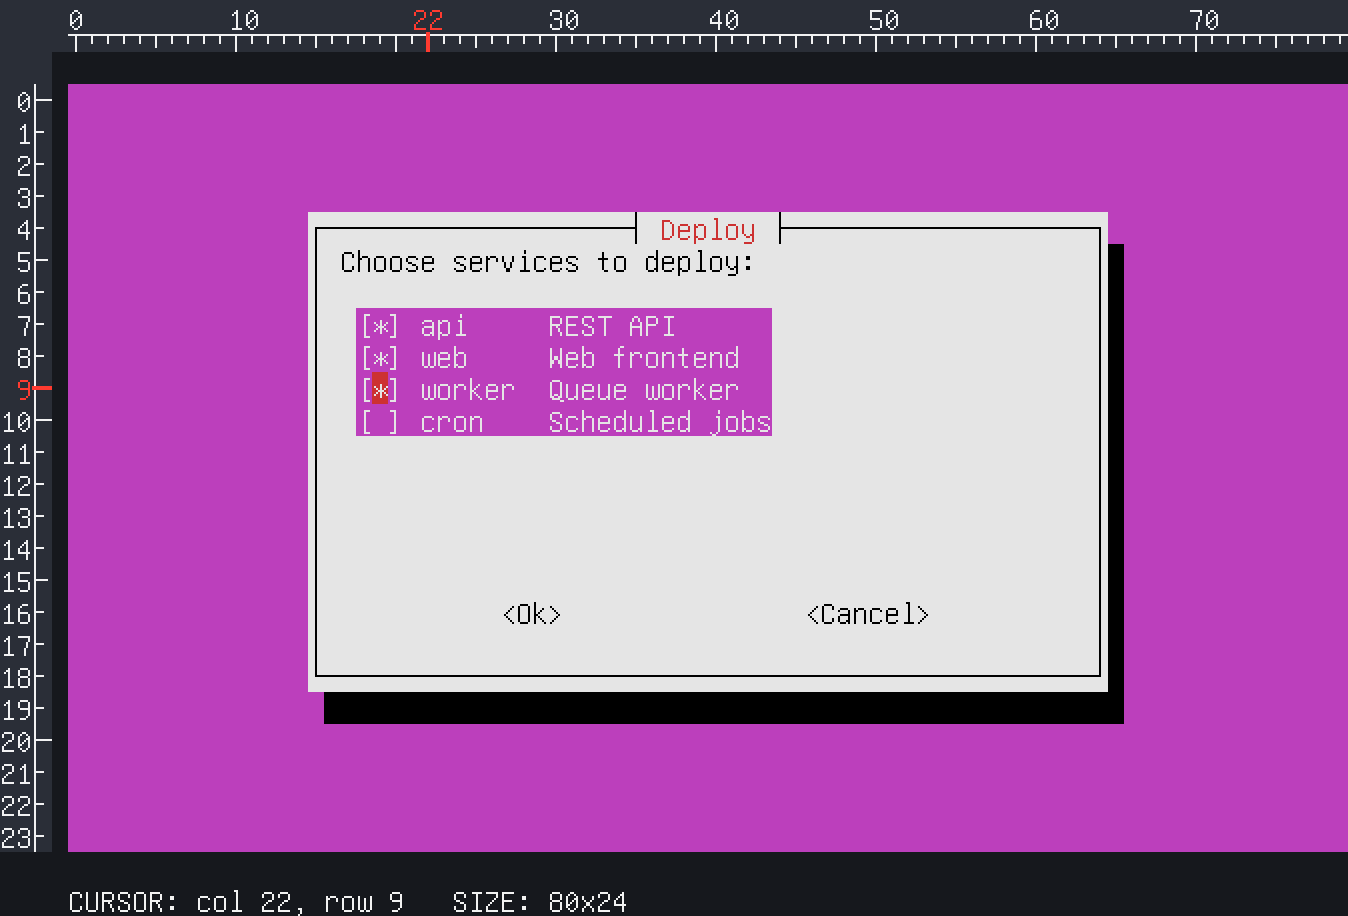 0 10 22 30 40 50 60 70
0
1
2
3
4 Deploy
5 Choose services to deploy:
6
7 [*] api REST API
8 [*] web Web frontend
9 [*] worker Queue worker
10 [ ] cron Scheduled jobs
11
12
13
14
15
16 <Ok> <Cancel>
17
18
19
20
21
22
23
CURSOR: col 22, row 9 SIZE: 80x24